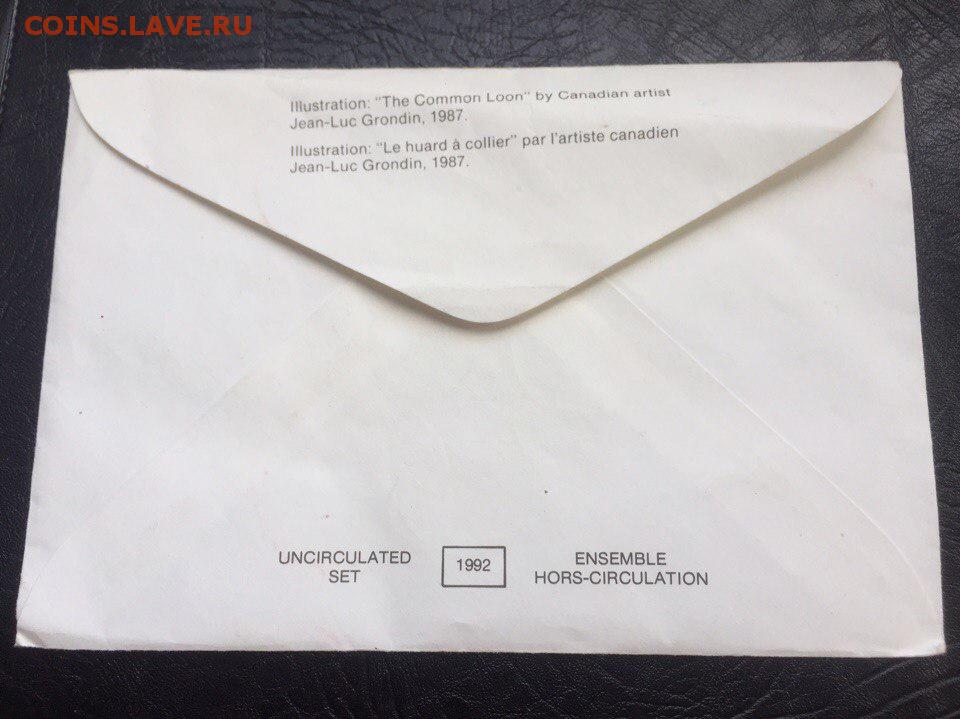 COINS.LAVE.RU
Illustration: "The Common Loon" by Canadian artist
Jean-Luc Grondin, 1987.
Illustration: "Le huard à collier" par l'artiste canadien
Jean-Luc Grondin, 1987.
UNCIRCULATED SET
1992
ENSEMBLE HORS-CIRCULATION